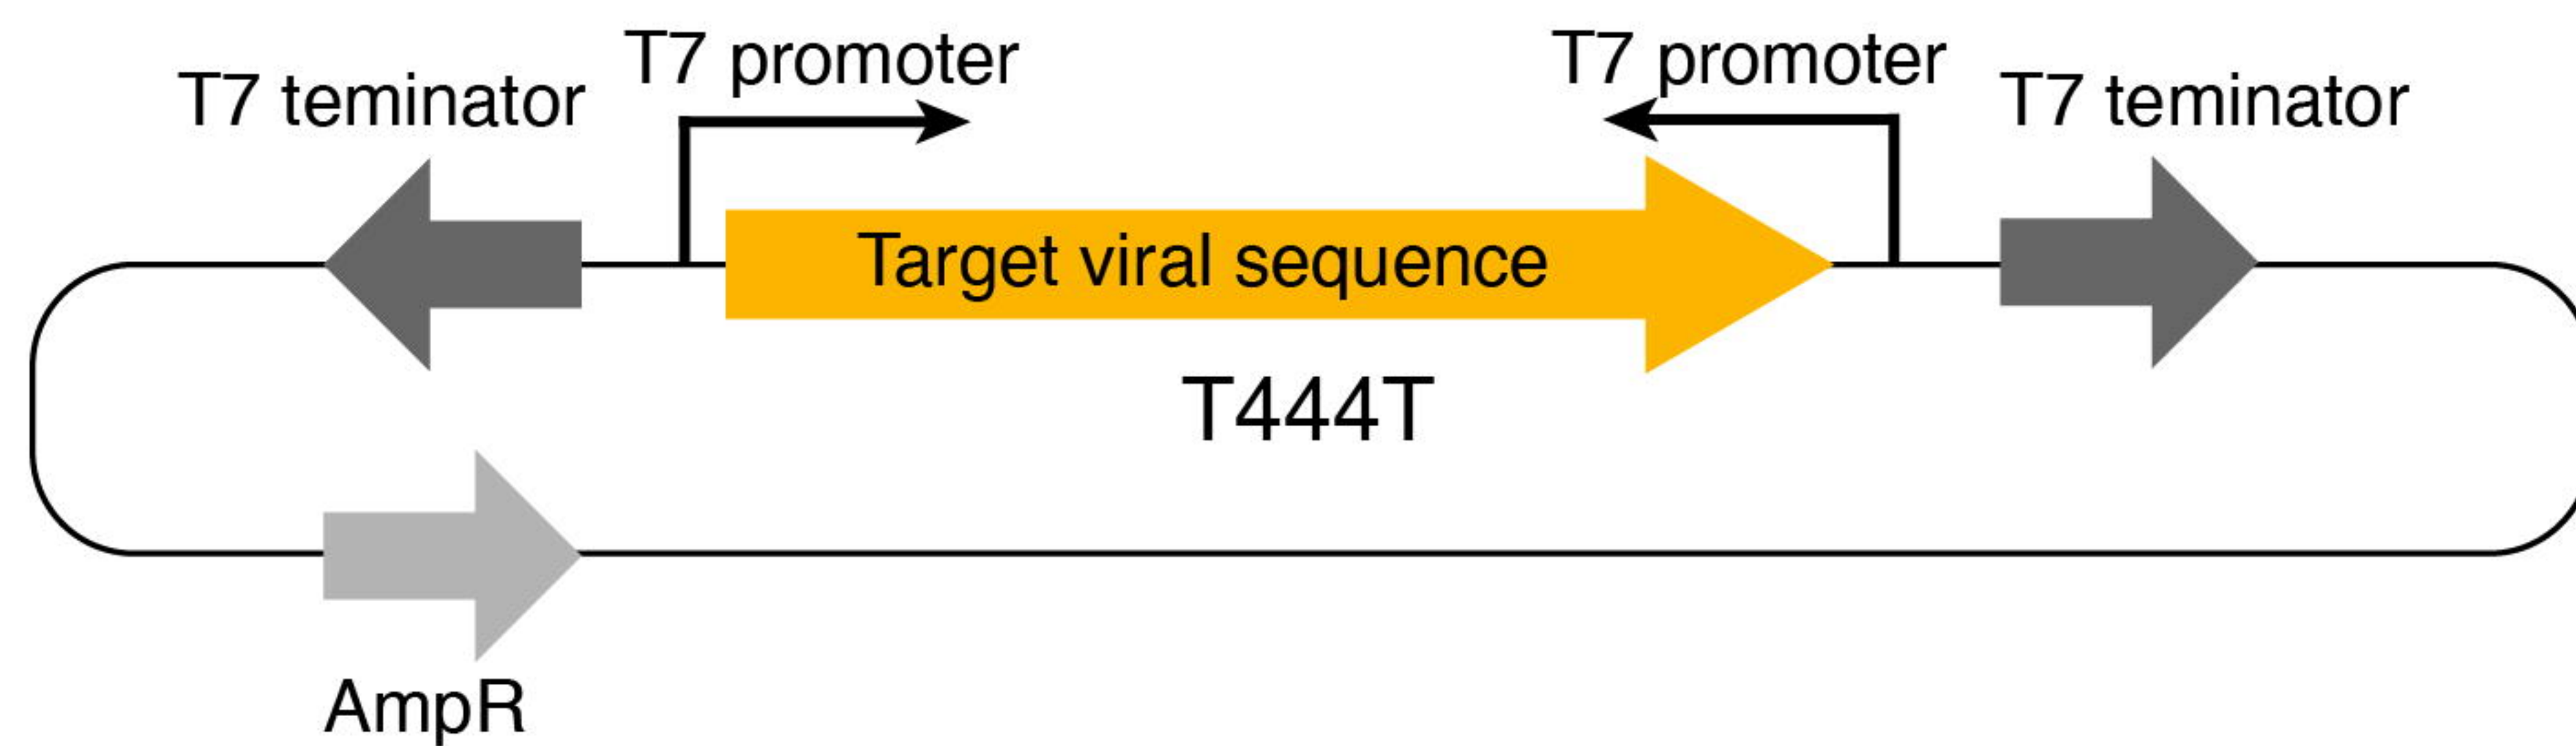 T7 teminator
T7 promoter
T7 promoter
T7 teminator
Target viral sequence
T444T
AmpR